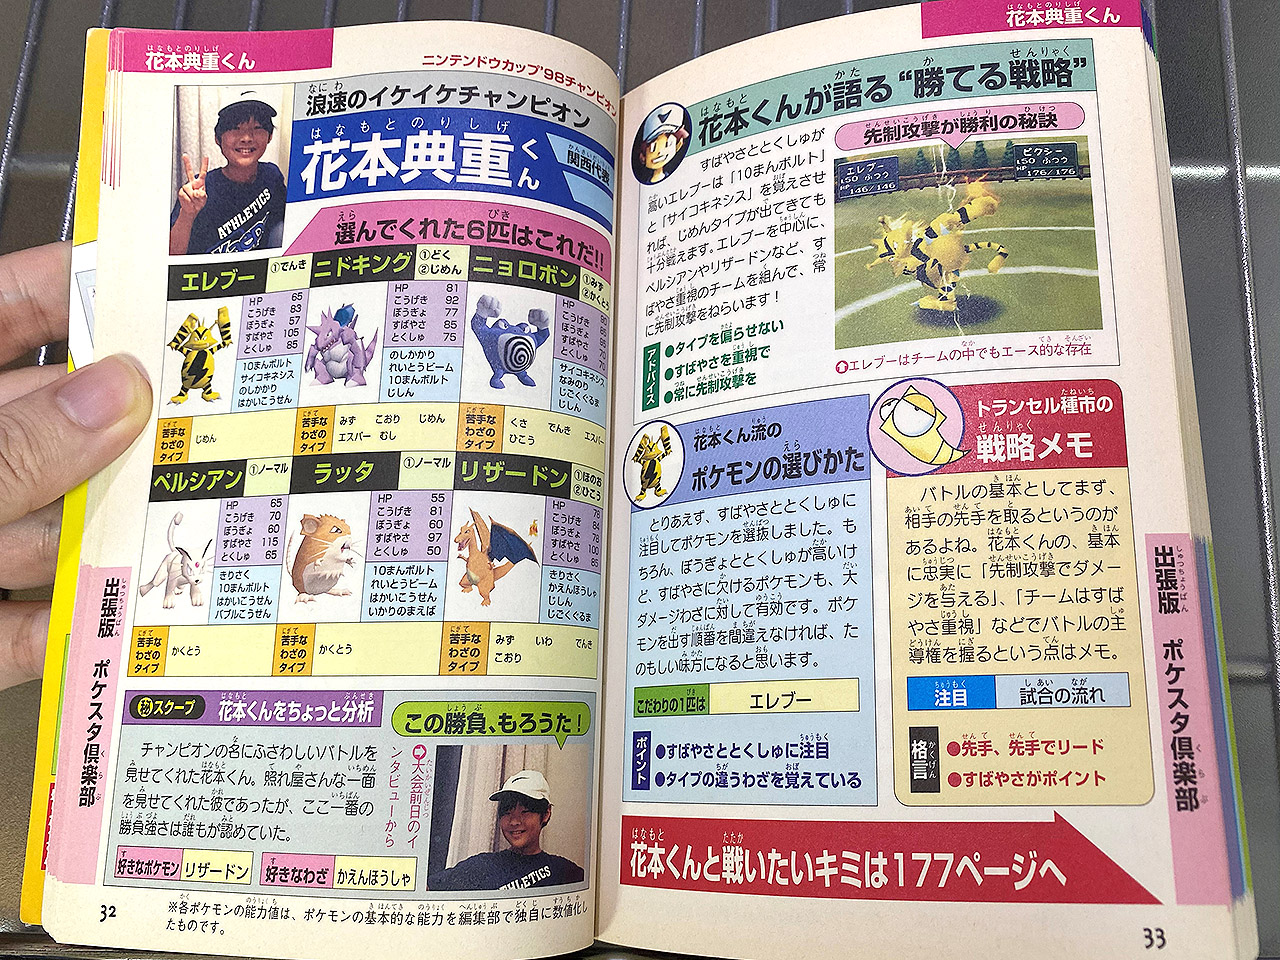 花本典重くん
ニンテンドウカップ'98チャンピオン
浪速のイケイケチャンピオン
花本典重くん
関西代表
選んでくれた6匹はこれだ!!
エレブー ①でんき
HP 65
こうげき 83
ぼうぎょ 57
すばやさ 105
とくしゅ 85
10まんボルト
サイコキネシス
のしかかり
はかいこうせん
苦手なわざのタイプ
じめん
ニドキング ①どく ②じめん
HP 81
こうげき 92
ぼうぎょ 77
すばやさ 85
とくしゅ 75
のしかかり
れいとうビーム
10まんボルト
じしん
苦手なわざのタイプ
みず こおり じめん
エスパー むし
ニョロボン ①みず ②かくとう
HP
こうげき
ぼうぎょ
すばやさ
とくしゅ
サイコキネシス
なみのり
じごくぐるま
じしん
苦手なわざのタイプ
くさ でんき エスパー
ひこう
ペルシアン ①ノーマル
HP 65
こうげき 70
ぼうぎょ 60
すばやさ 115
とくしゅ 65
きりさく
10まんボルト
はかいこうせん
バブルこうせん
苦手なわざのタイプ
かくとう
ラッタ ①ノーマル
HP 55
こうげき 81
ぼうぎょ 60
すばやさ 97
とくしゅ 50
10まんボルト
れいとうビーム
はかいこうせん
いかりのまえば
苦手なわざのタイプ
かくとう
リザードン ①ほのお ②ひこう
HP 78
こうげき 84
ぼうぎょ 78
すばやさ 100
とくしゅ 85
きりさく
かえんほうしゃ
じしん
じごくぐるま
苦手なわざのタイプ
みず いわ でんき
こおり
出張版 ポケスタ倶楽部
㊙スクープ 花本くんをちょっと分析
チャンピオンの名にふさわしいバトルを
見せてくれた花本くん。照れ屋さんな一面
を見せてくれた彼であったが、ここ一番の
勝負強さは誰もが認めていた。
好きなポケモン リザードン
好きなわざ かえんほうしゃ
この勝負、もろうた!
大会前日のイ
ンタビューから
ATHLETICS
ATHLETICS
※各ポケモンの能力値は、ポケモンの基本的な能力を編集部で独自に数値化し
たものです。
32
花本典重くん
花本くんが語る“勝てる戦略”
すばやさととくしゅが
高いエレブーは「10まんボルト」
と「サイコキネシス」を覚えさせ
れば、じめんタイプが出てきても
十分戦えます。エレブーを中心に、
ペルシアンやリザードンなど、す
ばやさ重視のチームを組んで、常
に先制攻撃をねらいます!
アドバイス
●タイプを偏らせない
●すばやさを重視で
●常に先制攻撃を
先制攻撃が勝利の秘訣
エレブー
L50 ふつう
HP 146/146
ピクシー
L50 ふつう
HP 176/176
エレブーはチームの中でもエース的な存在
花本くん流の
ポケモンの選びかた
とりあえず、すばやさととくしゅに
注目してポケモンを選抜しました。も
ちろん、ぼうぎょととくしゅが高いけ
ど、すばやさに欠けるポケモンも、大
ダメージわざに対して有効です。ポケ
モンを出す順番を間違えなければ、た
のもしい味方になると思います。
こだわりの1匹は エレブー
ポイント
●すばやさととくしゅに注目
●タイプの違うわざを覚えている
トランセル種市の
戦略メモ
バトルの基本としてまず、
相手の先手を取るというのが
あるよね。花本くんの、基本
に忠実に「先制攻撃でダメー
ジを与える」、「チームはすば
やさ重視」などでバトルの主
導権を握るという点はメモ。
注目 試合の流れ
格言
●先手、先手でリード
●すばやさがポイント
花本くんと戦いたいキミは177ページへ
出張版 ポケスタ倶楽部
33